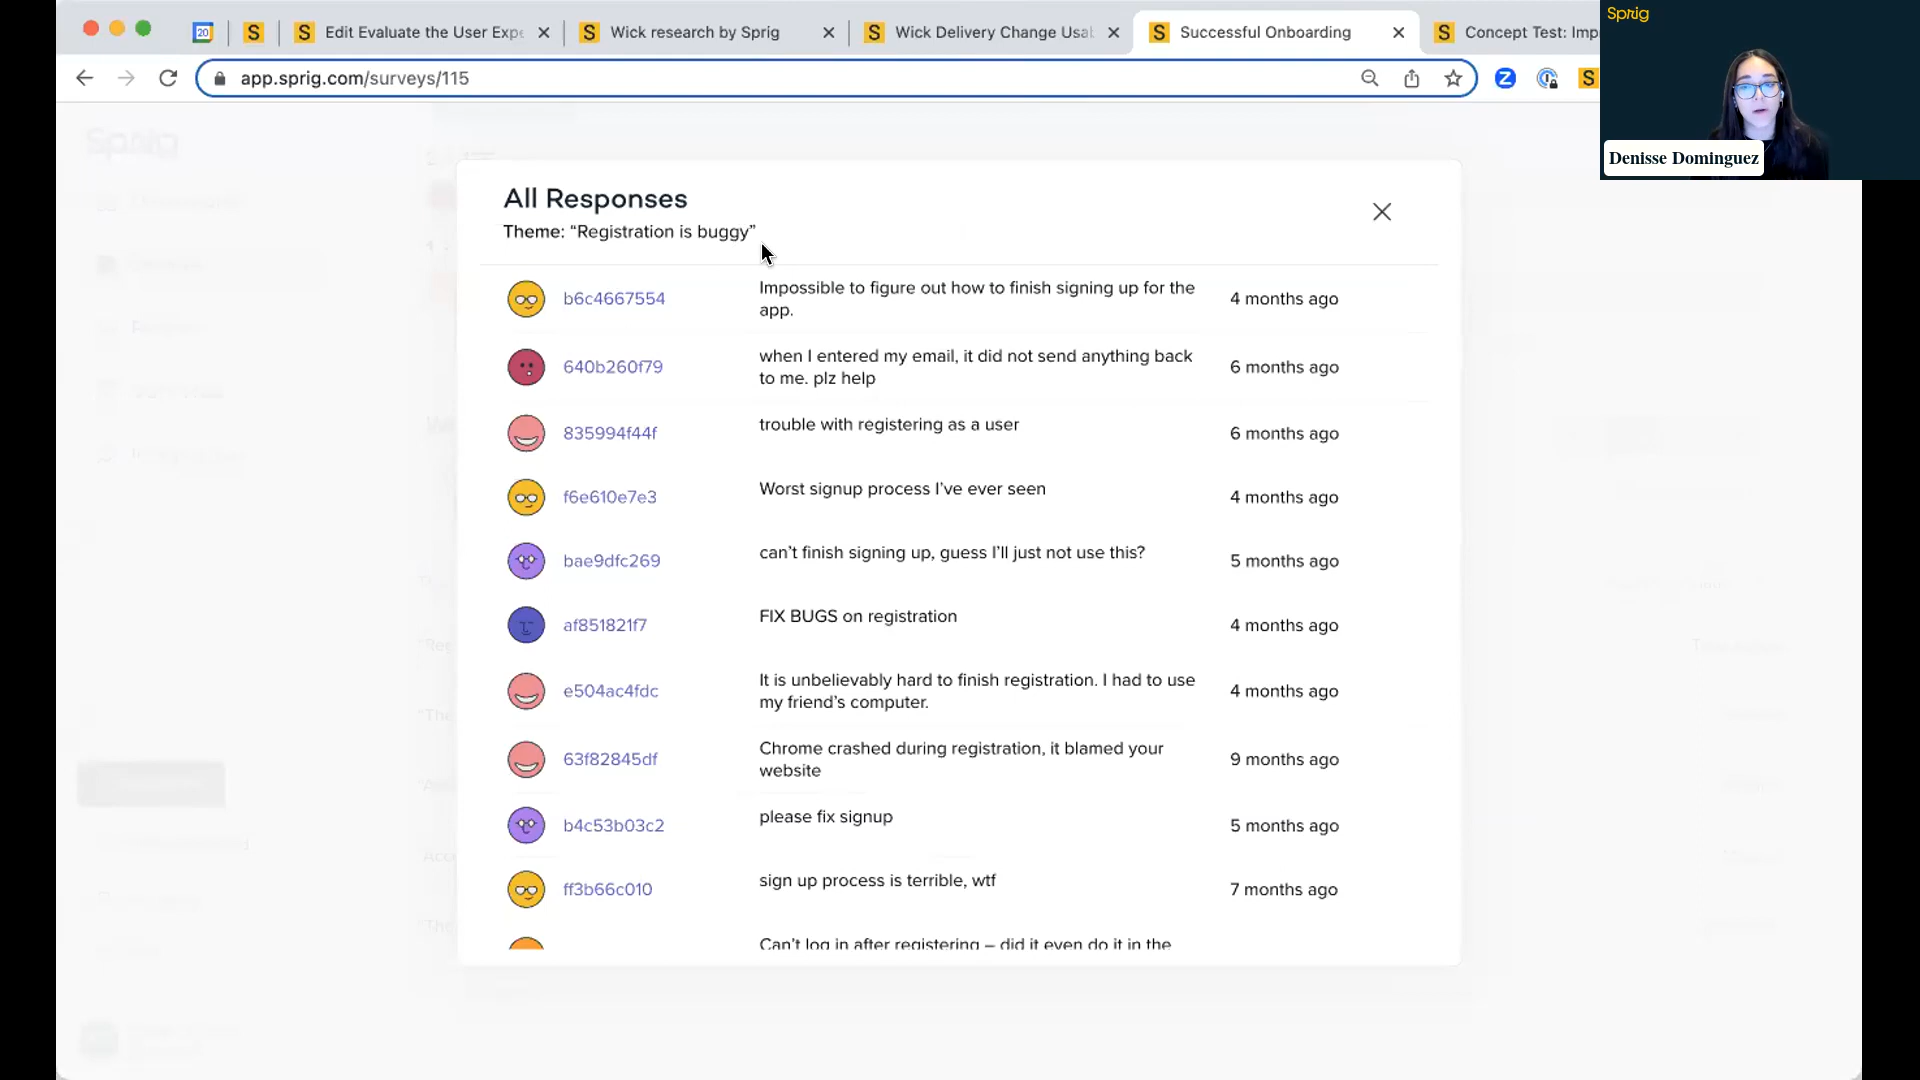 Edit Evaluate the User Expe
Wick research by Sprig
Wick Delivery Change Usab
Successful Onboarding
Concept Test: Imp
Sprig
app.sprig.com/surveys/115
Denisse Dominguez
Sprig
All Responses
Theme: “Registration is buggy”
b6c4667554
Impossible to figure out how to finish signing up for the
app.
4 months ago
640b260f79
when I entered my email, it did not send anything back
to me. plz help
6 months ago
835994f44f
trouble with registering as a user
6 months ago
f6e610e7e3
Worst signup process I’ve ever seen
4 months ago
bae9dfc269
can’t finish signing up, guess I’ll just not use this?
5 months ago
af851821f7
FIX BUGS on registration
4 months ago
e504ac4fdc
It is unbelievably hard to finish registration. I had to use
my friend’s computer.
4 months ago
63f82845df
Chrome crashed during registration, it blamed your
website
9 months ago
b4c53b03c2
please fix signup
5 months ago
ff3b66c010
sign up process is terrible, wtf
7 months ago
Can’t log in after registering – did it even do it in the